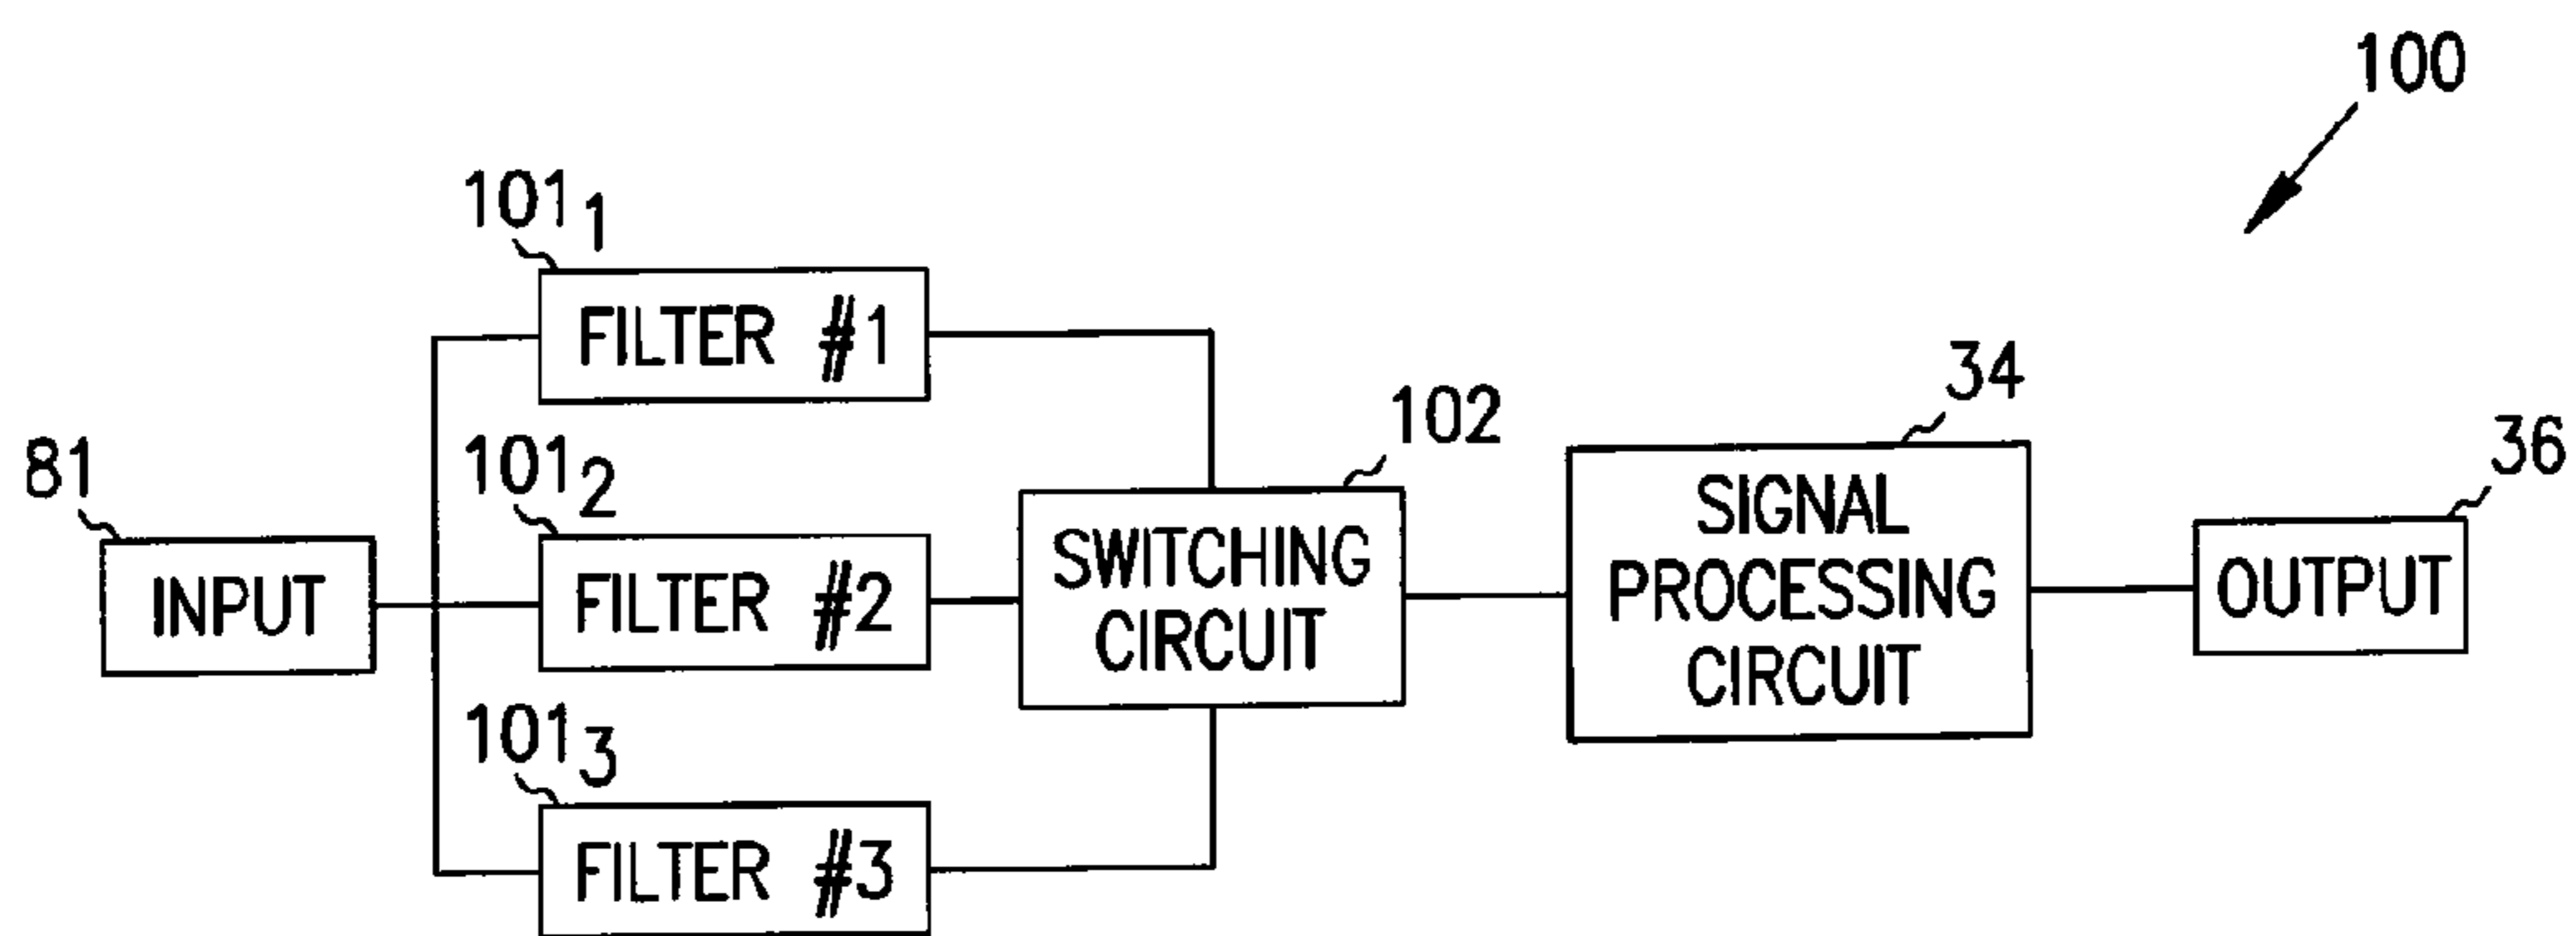 100
101₁
FILTER #1
81
INPUT
101₂
FILTER #2
101₃
FILTER #3
102
SWITCHING
CIRCUIT
34
SIGNAL
PROCESSING
CIRCUIT
36
OUTPUT